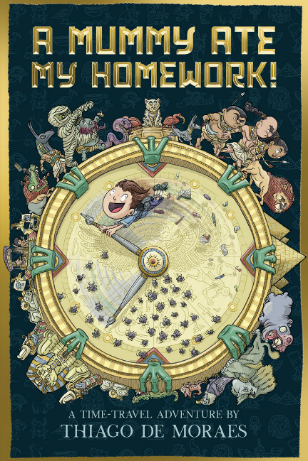 A MUMMY ATE
MY HOMEWORK!
A TIME-TRAVEL ADVENTURE BY
THIAGO DE MORAES